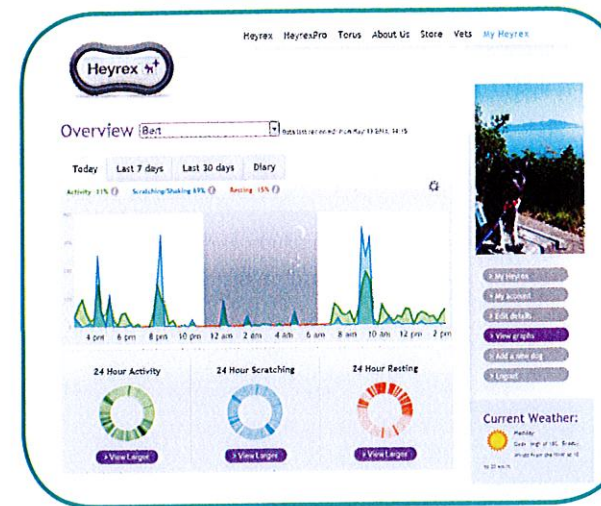 Heyrex HeyrexPro Torus About Us Store Vets My Heyrex
Heyrex
Overview Bert
Today Last 7 days Last 30 days Diary
Activity 31% Scratching/Shaking 69% Resting 15%
4 pm 6 pm 8 pm 10 pm 12 am 2 am 4 am 6 am 8 am 10 am 12 pm 2 pm
> My Heyrex
> My account
> Edit details
> View graphs
> Add a new dog
> Logout
24 Hour Activity 24 Hour Scratching 24 Hour Resting
> View Larger > View Larger > View Larger
Current Weather:
Monday